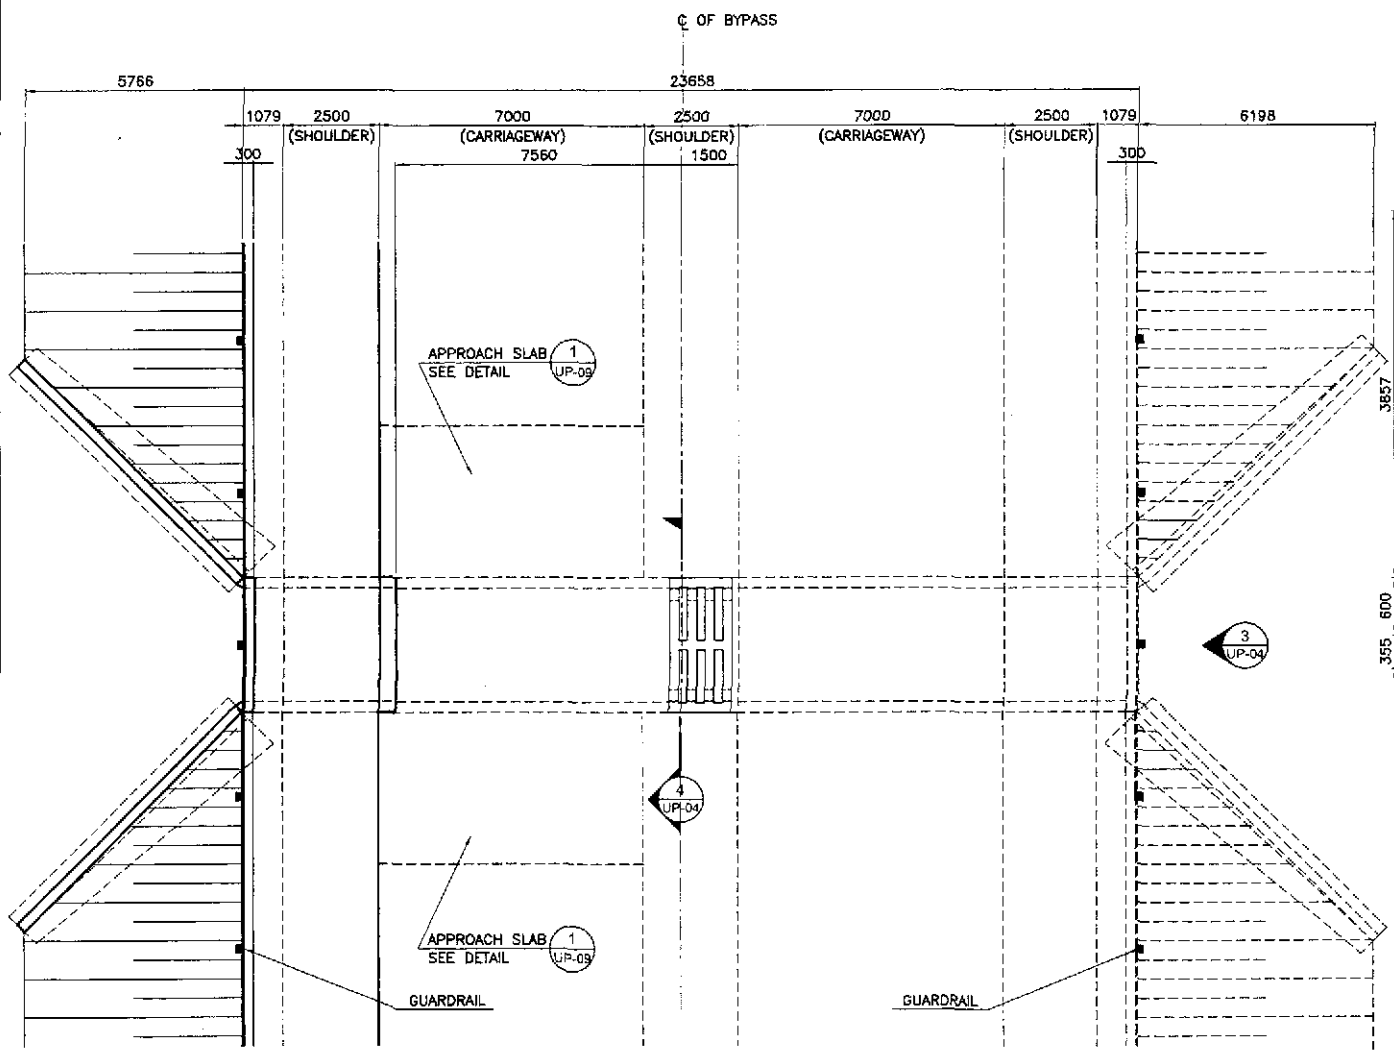 ℄ OF BYPASS
5766
23658
1079
2500
7000
2500
7000
2500
1079
6198
(SHOULDER)
(CARRIAGEWAY)
(SHOULDER)
(CARRIAGEWAY)
(SHOULDER)
300
7560
1500
300
APPROACH SLAB
SEE DETAIL
1
UP-09
3857
600
355
3
UP-04
4
UP-04
APPROACH SLAB
SEE DETAIL
1
UP-09
GUARDRAIL
GUARDRAIL